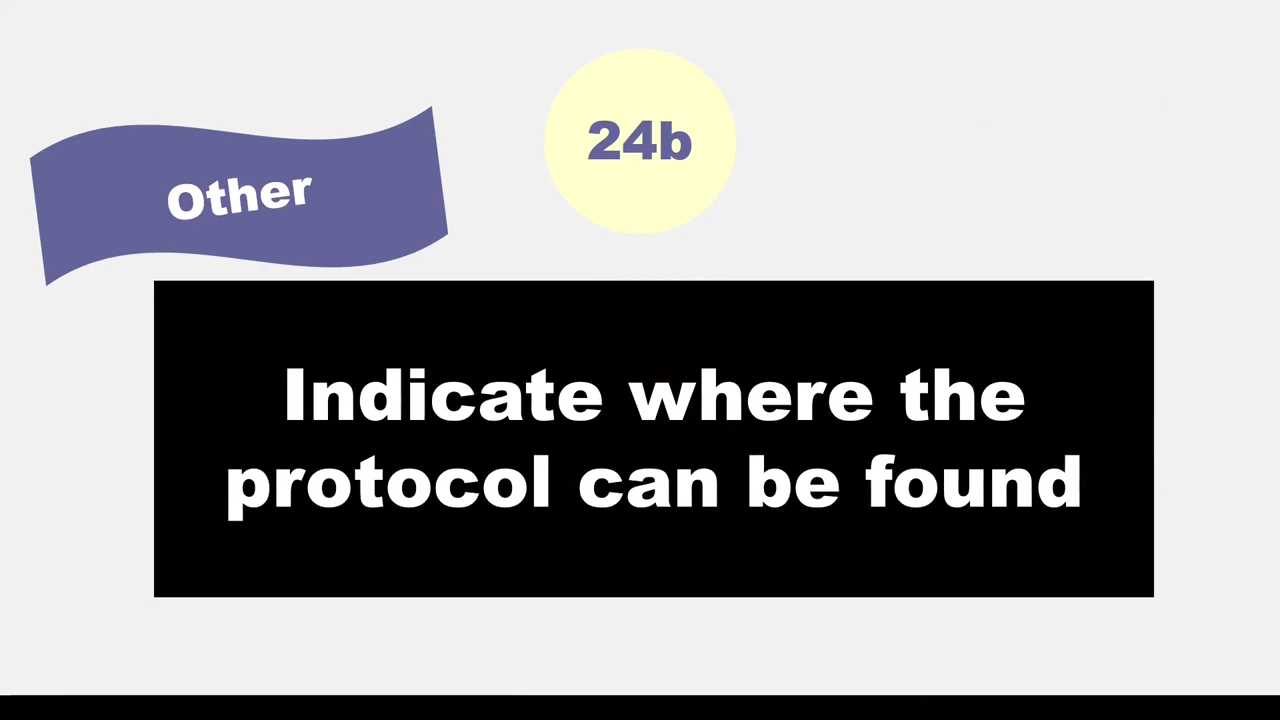 24b
Other
Indicate where the
protocol can be found